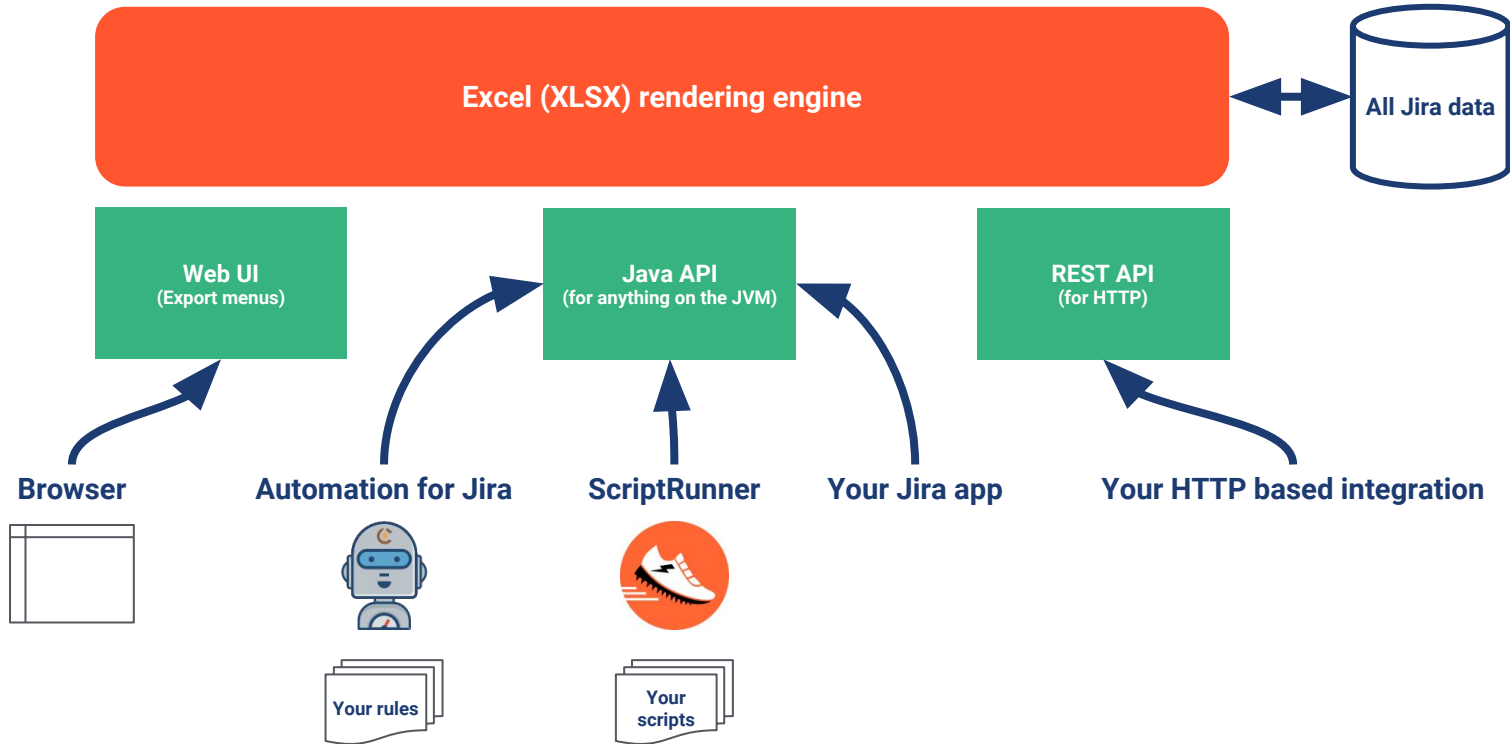 Excel (XLSX) rendering engine
All Jira data
Web UI
(Export menus)
Java API
(for anything on the JVM)
REST API
(for HTTP)
Browser
Automation for Jira
ScriptRunner
Your Jira app
Your HTTP based integration
Your rules
Your
scripts